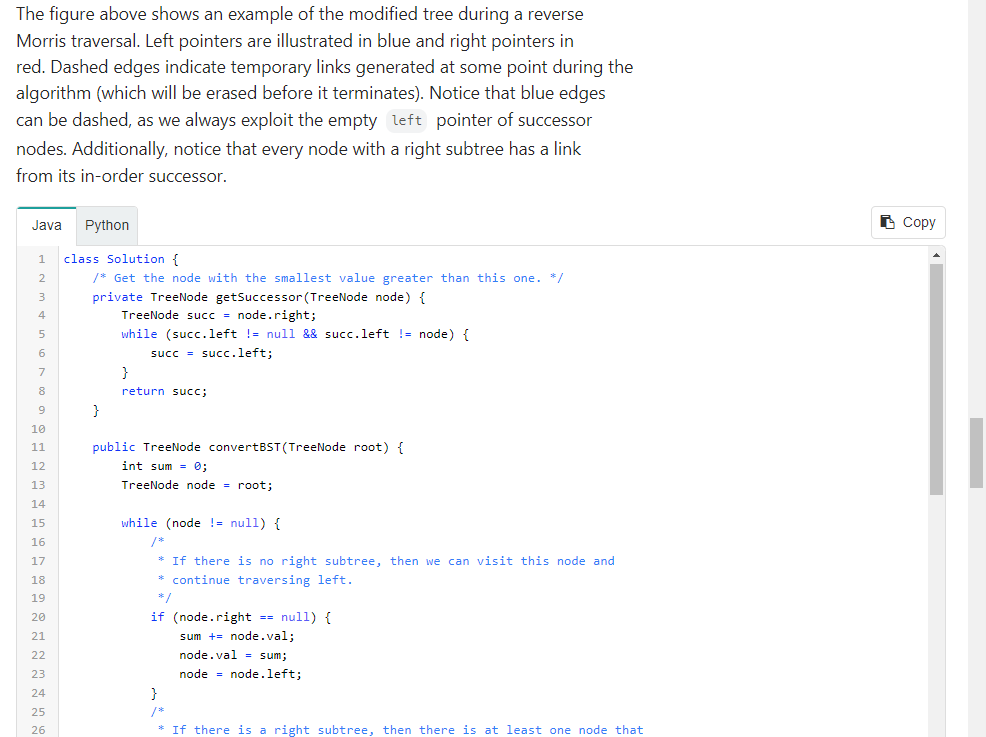 The figure above shows an example of the modified tree during a reverse
Morris traversal. Left pointers are illustrated in blue and right pointers in
red. Dashed edges indicate temporary links generated at some point during the
algorithm (which will be erased before it terminates). Notice that blue edges
can be dashed, as we always exploit the empty left pointer of successor
nodes. Additionally, notice that every node with a right subtree has a link
from its in-order successor.
Java Python Copy
1 class Solution {
2 /* Get the node with the smallest value greater than this one. */
3 private TreeNode getSuccessor(TreeNode node) {
4 TreeNode succ = node.right;
5 while (succ.left != null && succ.left != node) {
6 succ = succ.left;
7 }
8 return succ;
9 }
10
11 public TreeNode convertBST(TreeNode root) {
12 int sum = 0;
13 TreeNode node = root;
14
15 while (node != null) {
16 /*
17 * If there is no right subtree, then we can visit this node and
18 * continue traversing left.
19 */
20 if (node.right == null) {
21 sum += node.val;
22 node.val = sum;
23 node = node.left;
24 }
25 /*
26 * If there is a right subtree, then there is at least one node that